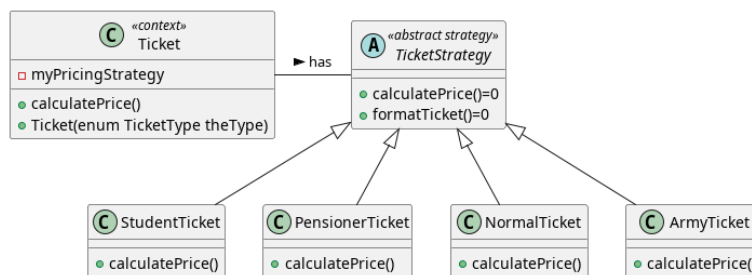 «context»
C Ticket
myPricingStrategy
calculatePrice()
Ticket(enum TicketType theType)
has
«abstract strategy»
A TicketStrategy
calculatePrice()=0
formatTicket()=0
C StudentTicket
calculatePrice()
C PensionerTicket
calculatePrice()
C NormalTicket
calculatePrice()
C ArmyTicket
calculatePrice(